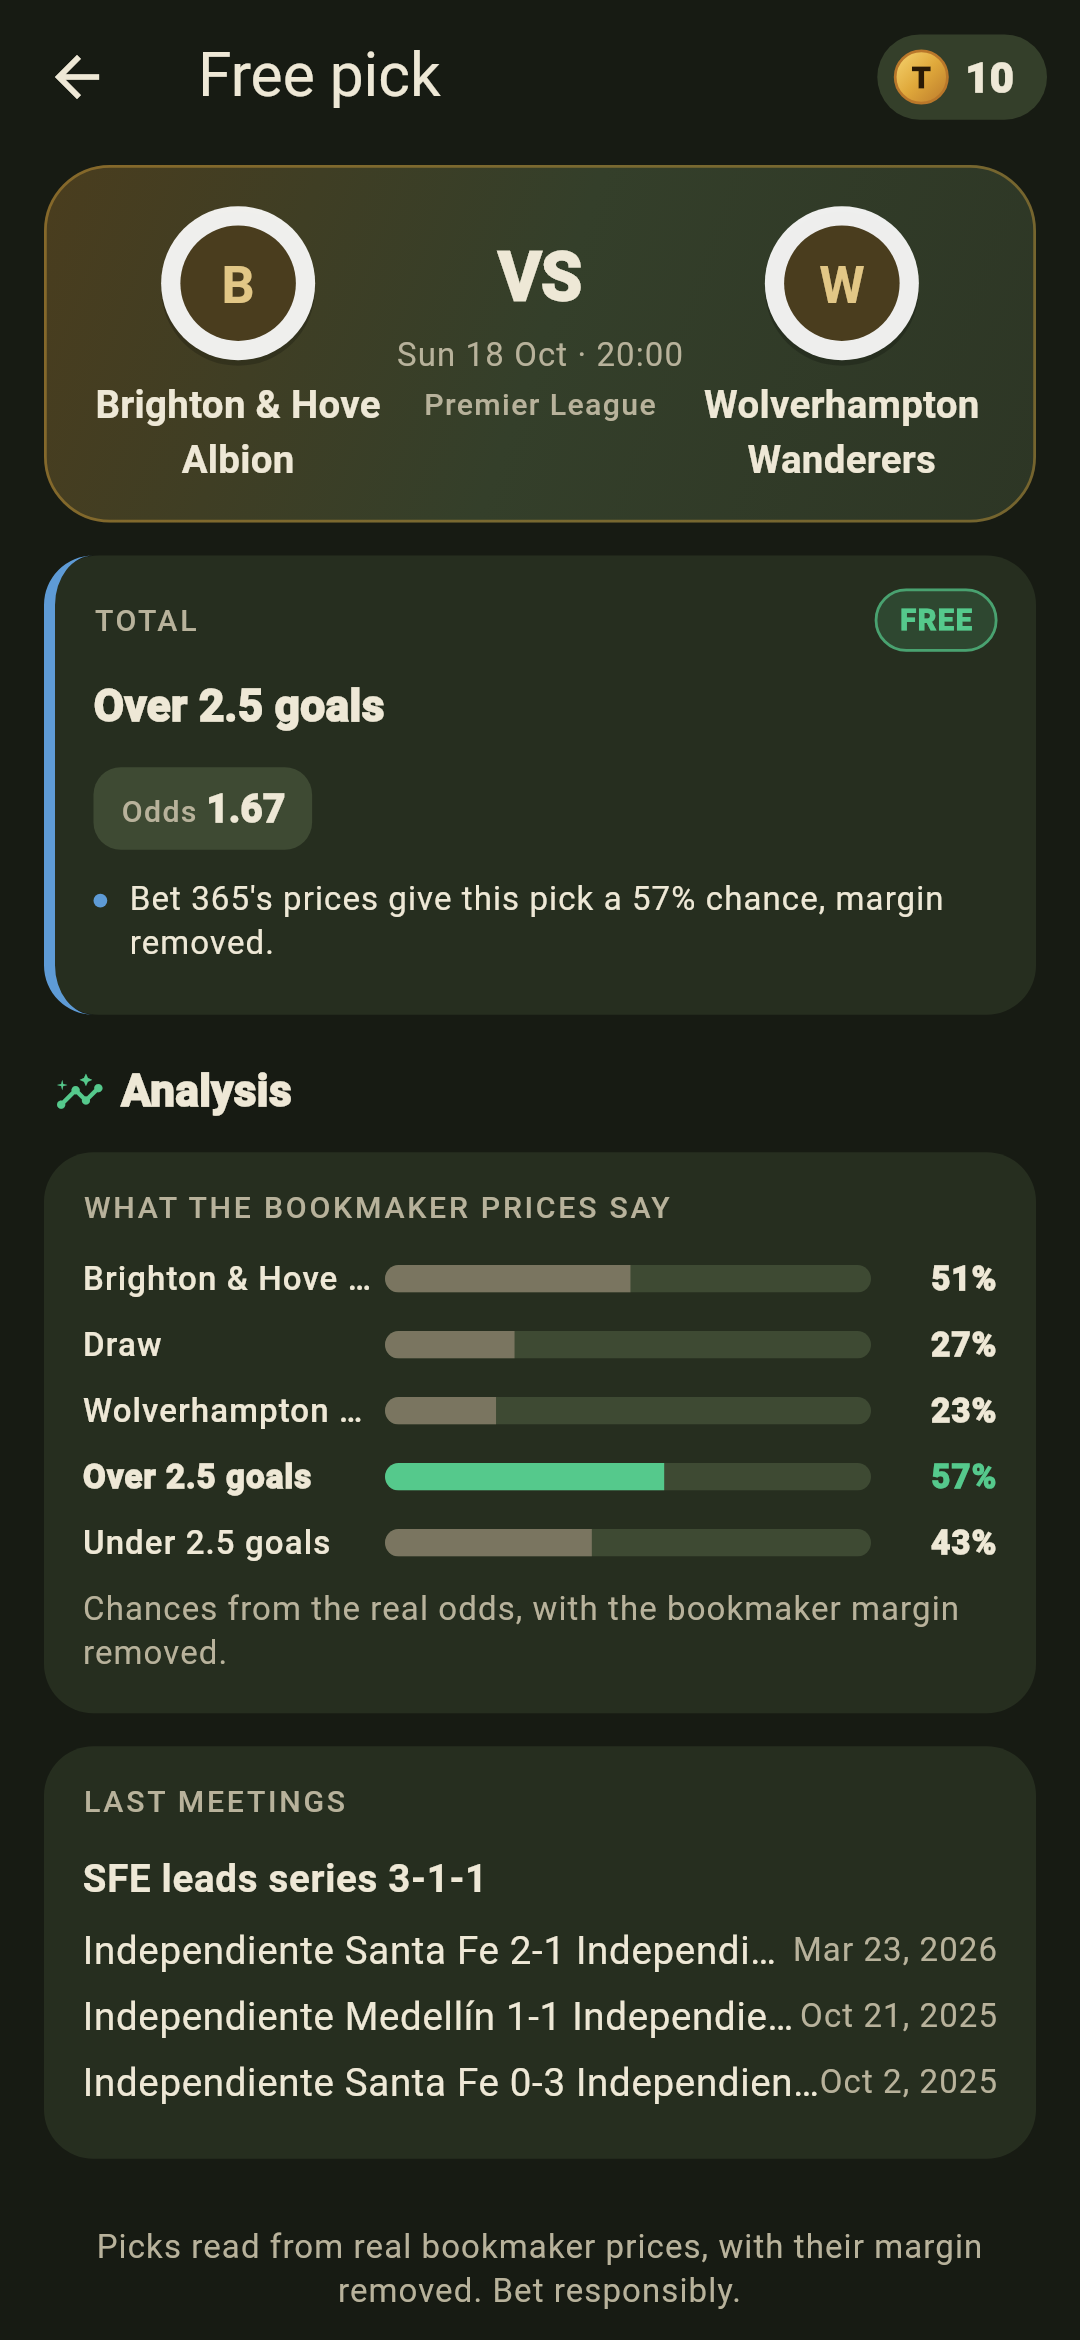 Free pick
T 10
B
VS
W
Sun 18 Oct · 20:00
Brighton & Hove
Albion
Premier League
Wolverhampton
Wanderers
TOTAL
FREE
Over 2.5 goals
Odds 1.67
Bet 365's prices give this pick a 57% chance, margin
removed.
Analysis
WHAT THE BOOKMAKER PRICES SAY
Brighton & Hove ... 51%
Draw 27%
Wolverhampton ... 23%
Over 2.5 goals 57%
Under 2.5 goals 43%
Chances from the real odds, with the bookmaker margin
removed.
LAST MEETINGS
SFE leads series 3-1-1
Independiente Santa Fe 2-1 Independi... Mar 23, 2026
Independiente Medellín 1-1 Independie... Oct 21, 2025
Independiente Santa Fe 0-3 Independien... Oct 2, 2025
Picks read from real bookmaker prices, with their margin
removed. Bet responsibly.